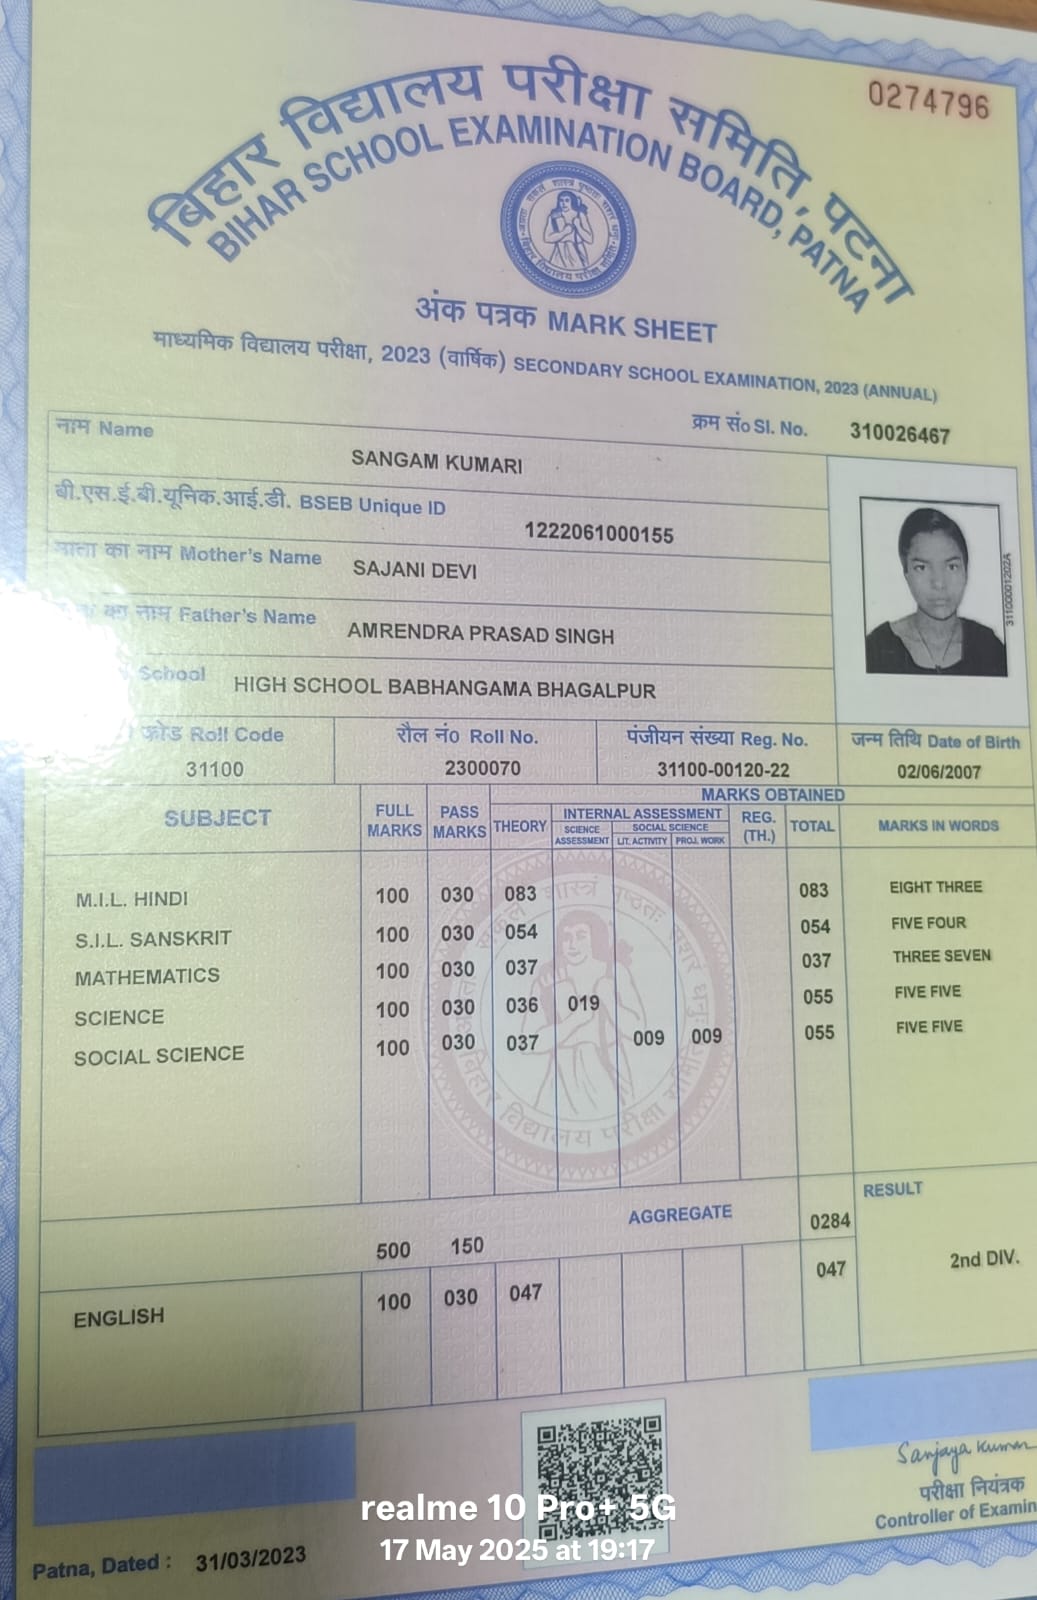 0274796
बिहार विद्यालय परीक्षा समिति, पटना
BIHAR SCHOOL EXAMINATION BOARD, PATNA
अंक पत्रक MARK SHEET
माध्यमिक विद्यालय परीक्षा, 2023 (वार्षिक) SECONDARY SCHOOL EXAMINATION, 2023 (ANNUAL)
क्रम सं० Sl. No. 310026467
नाम Name SANGAM KUMARI
बी.एस.ई.बी.यूनिक.आई.डी. BSEB Unique ID 1222061000155
माता का नाम Mother's Name SAJANI DEVI
का नाम Father's Name AMRENDRA PRASAD SINGH
31100001202A
School HIGH SCHOOL BABHANGAMA BHAGALPUR
कोड Roll Code रौल नं० Roll No. पंजीयन संख्या Reg. No. जन्म तिथि Date of Birth
31100 2300070 31100-00120-22 02/06/2007
SUBJECT FULL MARKS PASS MARKS MARKS OBTAINED
THEORY INTERNAL ASSESSMENT REG. (TH.) TOTAL MARKS IN WORDS
SCIENCE ASSESSMENT SOCIAL SCIENCE LIT. ACTIVITY PROJ. WORK
M.I.L. HINDI 100 030 083 083 EIGHT THREE
S.I.L. SANSKRIT 100 030 054 054 FIVE FOUR
MATHEMATICS 100 030 037 037 THREE SEVEN
SCIENCE 100 030 036 019 055 FIVE FIVE
SOCIAL SCIENCE 100 030 037 009 009 055 FIVE FIVE
AGGREGATE RESULT
500 150 0284
2nd DIV.
ENGLISH 100 030 047 047
Sanjaya Kumar
परीक्षा नियंत्रक
Controller of Examin
realme 10 Pro+ 5G
17 May 2025 at 19:17
Patna, Dated : 31/03/2023